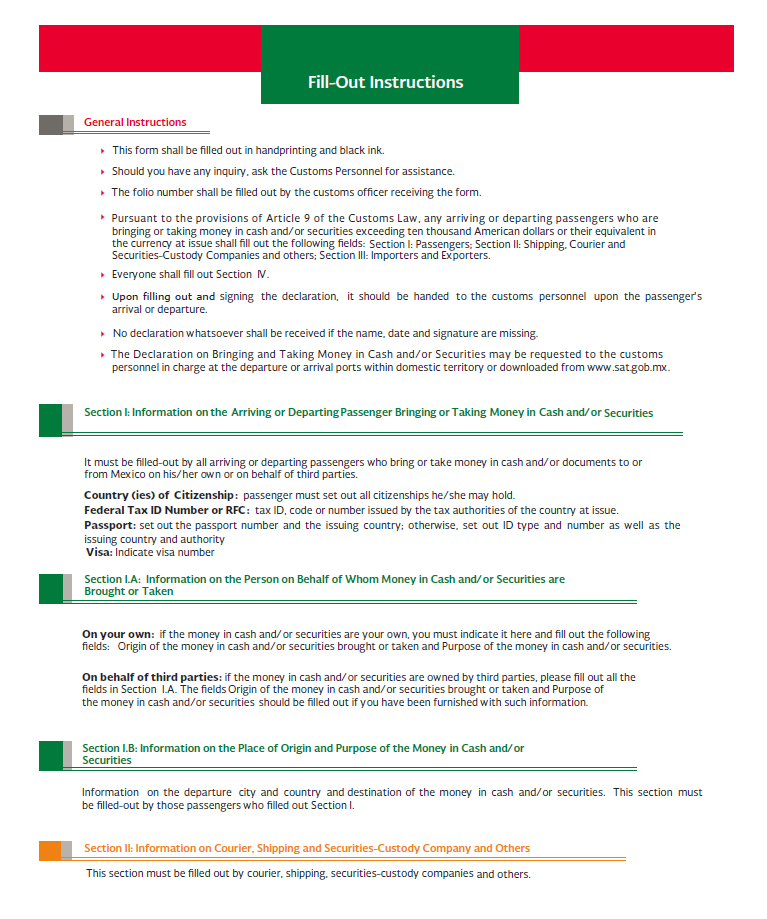 Fill-Out Instructions
General Instructions
This form shall be filled out in handprinting and black ink.
Should you have any inquiry, ask the Customs Personnel for assistance.
The folio number shall be filled out by the customs officer receiving the form.
Pursuant to the provisions of Article 9 of the Customs Law, any arriving or departing passengers who are
bringing or taking money in cash and/or securities exceeding ten thousand American dollars or their equivalent in
the currency at issue shall fill out the following fields: Section I: Passengers; Section II: Shipping, Courier and
Securities-Custody Companies and others; Section III: Importers and Exporters.
Everyone shall fill out Section IV.
Upon filling out and signing the declaration, it should be handed to the customs personnel upon the passenger's
arrival or departure.
No declaration whatsoever shall be received if the name, date and signature are missing.
The Declaration on Bringing and Taking Money in Cash and/or Securities may be requested to the customs
personnel in charge at the departure or arrival ports within domestic territory or downloaded from www.sat.gob.mx.
Section I: Information on the Arriving or Departing Passenger Bringing or Taking Money in Cash and/or Securities
It must be filled-out by all arriving or departing passengers who bring or take money in cash and/or documents to or
from Mexico on his/her own or on behalf of third parties.
Country (ies) of Citizenship: passenger must set out all citizenships he/she may hold.
Federal Tax ID Number or RFC: tax ID, code or number issued by the tax authorities of the country at issue.
Passport: set out the passport number and the issuing country; otherwise, set out ID type and number as well as the
issuing country and authority
Visa: Indicate visa number
Section I.A: Information on the Person on Behalf of Whom Money in Cash and/or Securities are
Brought or Taken
On your own: if the money in cash and/or securities are your own, you must indicate it here and fill out the following
fields: Origin of the money in cash and/or securities brought or taken and Purpose of the money in cash and/or securities.
On behalf of third parties: if the money in cash and/or securities are owned by third parties, please fill out all the
fields in Section I.A. The fields Origin of the money in cash and/or securities brought or taken and Purpose of
the money in cash and/or securities should be filled out if you have been furnished with such information.
Section I.B: Information on the Place of Origin and Purpose of the Money in Cash and/or
Securities
Information on the departure city and country and destination of the money in cash and/or securities. This section must
be filled-out by those passengers who filled out Section I.
Section II: Information on Courier, Shipping and Securities-Custody Company and Others
This section must be filled out by courier, shipping, securities-custody companies and others.